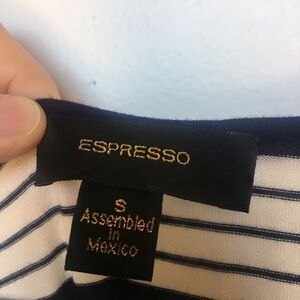 ESPRESSO
S
Assembled
in
Mexico